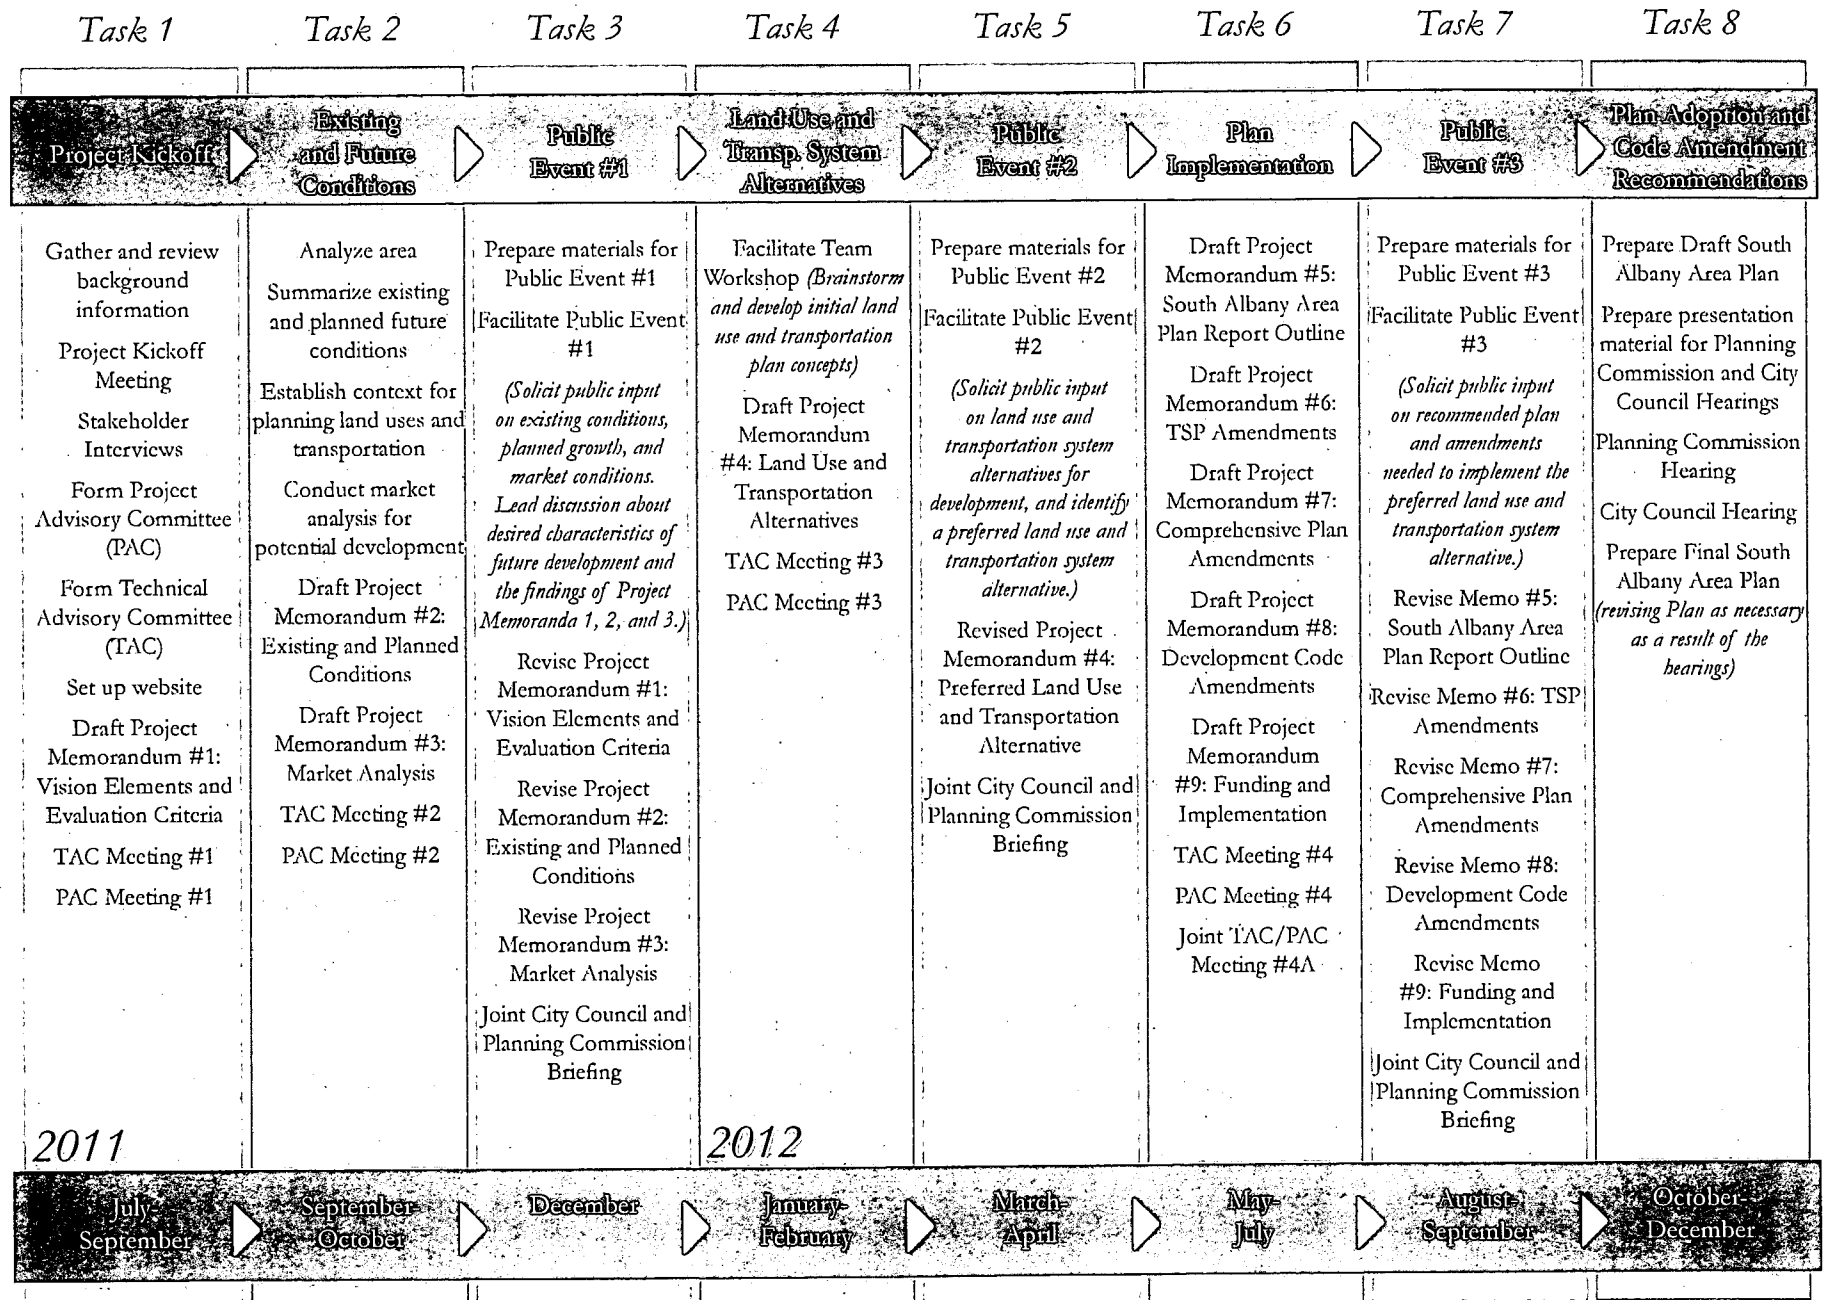 Task 1
Task 2
Task 3
Task 4
Task 5
Task 6
Task 7
Task 8
Project Kickoff
Existing
and Future
Conditions
Public
Event #1
Land Use and
Transp. System
Alternatives
Public
Event #2
Plan
Implementation
Public
Event #3
Plan Adoption and
Code Amendment
Recommendations
Gather and review
background
information
Project Kickoff
Meeting
Stakeholder
Interviews
Form Project
Advisory Committee
(PAC)
Form Technical
Advisory Committee
(TAC)
Set up website
Draft Project
Memorandum #1:
Vision Elements and
Evaluation Criteria
TAC Meeting #1
PAC Meeting #1
Analyze area
Summarize existing
and planned future
conditions
Establish context for
planning land uses and
transportation
Conduct market
analysis for
potential development
Draft Project
Memorandum #2:
Existing and Planned
Conditions
Draft Project
Memorandum #3:
Market Analysis
TAC Meeting #2
PAC Meeting #2
Prepare materials for
Public Event #1
Facilitate Public Event
#1
(Solicit public input
on existing conditions,
planned growth, and
market conditions.
Lead discussion about
desired characteristics of
future development and
the findings of Project
Memoranda 1, 2, and 3.)
Revise Project
Memorandum #1:
Vision Elements and
Evaluation Criteria
Revise Project
Memorandum #2:
Existing and Planned
Conditions
Revise Project
Memorandum #3:
Market Analysis
Joint City Council and
Planning Commission
Briefing
Facilitate Team
Workshop (Brainstorm
and develop initial land
use and transportation
plan concepts)
Draft Project
Memorandum
#4: Land Use and
Transportation
Alternatives
TAC Meeting #3
PAC Meeting #3
Prepare materials for
Public Event #2
Facilitate Public Event
#2
(Solicit public input
on land use and
transportation system
alternatives for
development, and identify
a preferred land use and
transportation system
alternative.)
Revised Project
Memorandum #4:
Preferred Land Use
and Transportation
Alternative
Joint City Council and
Planning Commission
Briefing
Draft Project
Memorandum #5:
South Albany Area
Plan Report Outline
Draft Project
Memorandum #6:
TSP Amendments
Draft Project
Memorandum #7:
Comprehensive Plan
Amendments
Draft Project
Memorandum #8:
Development Code
Amendments
Draft Project
Memorandum
#9: Funding and
Implementation
TAC Meeting #4
PAC Meeting #4
Joint TAC/PAC
Meeting #4A
Prepare materials for
Public Event #3
Facilitate Public Event
#3
(Solicit public input
on recommended plan
and amendments
needed to implement the
preferred land use and
transportation system
alternative.)
Revise Memo #5:
South Albany Area
Plan Report Outline
Revise Memo #6: TSP
Amendments
Revise Memo #7:
Comprehensive Plan
Amendments
Revise Memo #8:
Development Code
Amendments
Revise Memo
#9: Funding and
Implementation
Joint City Council and
Planning Commission
Briefing
Prepare Draft South
Albany Area Plan
Prepare presentation
material for Planning
Commission and City
Council Hearings
Planning Commission
Hearing
City Council Hearing
Prepare Final South
Albany Area Plan
(revising Plan as necessary
as a result of the
hearings)
2011
2012
July-
September
September-
October
December
January-
February
March-
April
May-
July
August-
September
October-
December